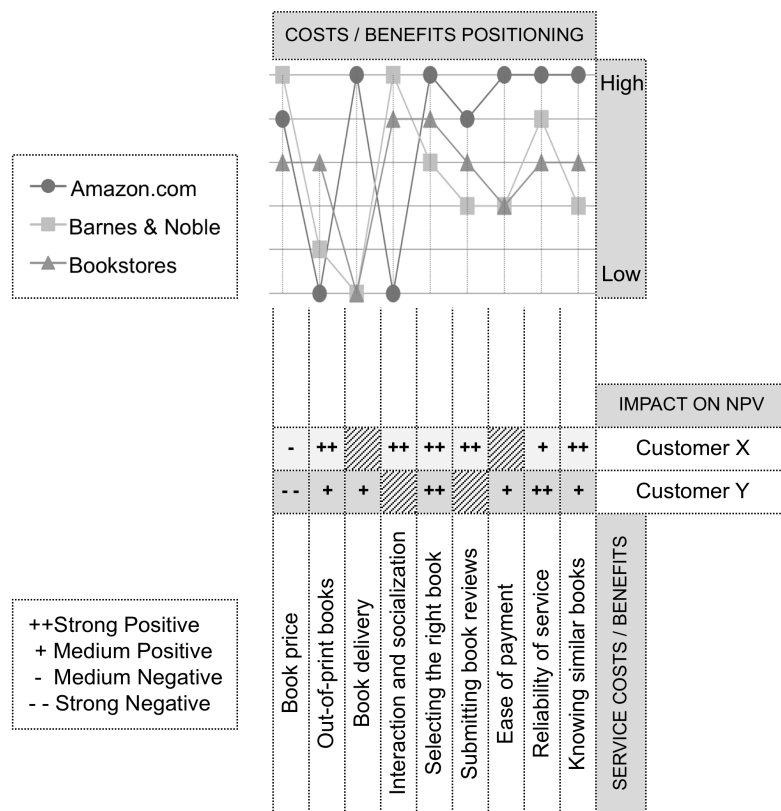 COSTS / BENEFITS POSITIONING
High
Low
Amazon.com
Barnes & Noble
Bookstores
IMPACT ON NPV
- ++ ++ ++ ++ + ++ Customer X
- - + + ++ + ++ + Customer Y
++Strong Positive
+ Medium Positive
- Medium Negative
- - Strong Negative
Book price
Out-of-print books
Book delivery
Interaction and socialization
Selecting the right book
Submitting book reviews
Ease of payment
Reliability of service
Knowing similar books
SERVICE COSTS / BENEFITS